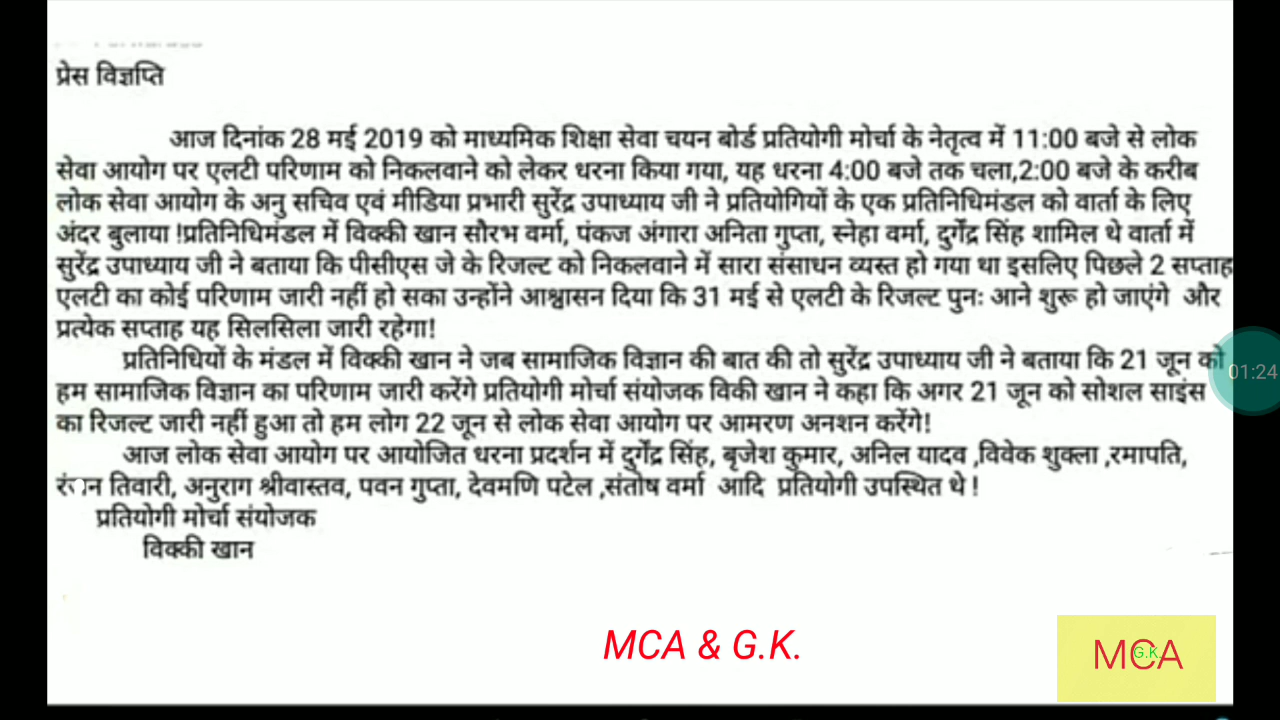 प्रेस विज्ञप्ति
आज दिनांक 28 मई 2019 को माध्यमिक शिक्षा सेवा चयन बोर्ड प्रतियोगी मोर्चा के नेतृत्व में 11:00 बजे से लोक
सेवा आयोग पर एलटी परिणाम को निकलवाने को लेकर धरना किया गया, यह धरना 4:00 बजे तक चला,2:00 बजे के करीब
लोक सेवा आयोग के अनु सचिव एवं मीडिया प्रभारी सुरेंद्र उपाध्याय जी ने प्रतियोगियों के एक प्रतिनिधिमंडल को वार्ता के लिए
अंदर बुलाया !प्रतिनिधिमंडल में विक्की खान सौरभ वर्मा, पंकज अंगारा अनिता गुप्ता, स्नेहा वर्मा, दुर्गेंद्र सिंह शामिल थे वार्ता में
सुरेंद्र उपाध्याय जी ने बताया कि पीसीएस जे के रिजल्ट को निकलवाने में सारा संसाधन व्यस्त हो गया था इसलिए पिछले 2 सप्ताह
एलटी का कोई परिणाम जारी नहीं हो सका उन्होंने आश्वासन दिया कि 31 मई से एलटी के रिजल्ट पुनः आने शुरू हो जाएंगे और
प्रत्येक सप्ताह यह सिलसिला जारी रहेगा!
प्रतिनिधियों के मंडल में विक्की खान ने जब सामाजिक विज्ञान की बात की तो सुरेंद्र उपाध्याय जी ने बताया कि 21 जून को
हम सामाजिक विज्ञान का परिणाम जारी करेंगे प्रतियोगी मोर्चा संयोजक विकी खान ने कहा कि अगर 21 जून को सोशल साइंस
का रिजल्ट जारी नहीं हुआ तो हम लोग 22 जून से लोक सेवा आयोग पर आमरण अनशन करेंगे!
आज लोक सेवा आयोग पर आयोजित धरना प्रदर्शन में दुर्गेंद्र सिंह, बृजेश कुमार, अनिल यादव ,विवेक शुक्ला ,रमापति,
तिवारी, अनुराग श्रीवास्तव, पवन गुप्ता, देवमणि पटेल ,संतोष वर्मा आदि प्रतियोगी उपस्थित थे !
प्रतियोगी मोर्चा संयोजक
विक्की खान
01:24
MCA & G.K.
MCA
G.K.